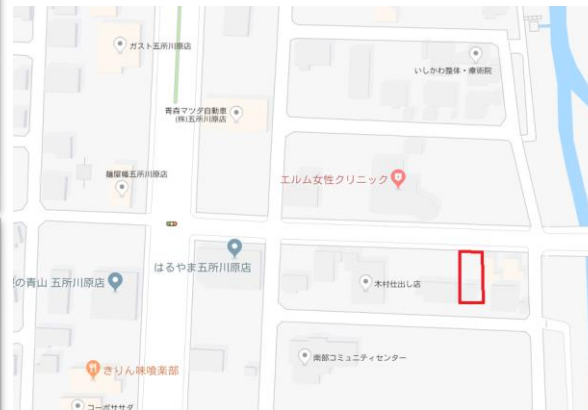 ガスト五所川原店
いしかわ整体・療術院
青森マツダ自動車
(株)五所川原店
エルム女性クリニック
麺屋幡五所川原店
はるやま五所川原店
の青山 五所川原店
木村仕出し店
南部コミュニティセンター
きりん味喰楽部
コーポササダ